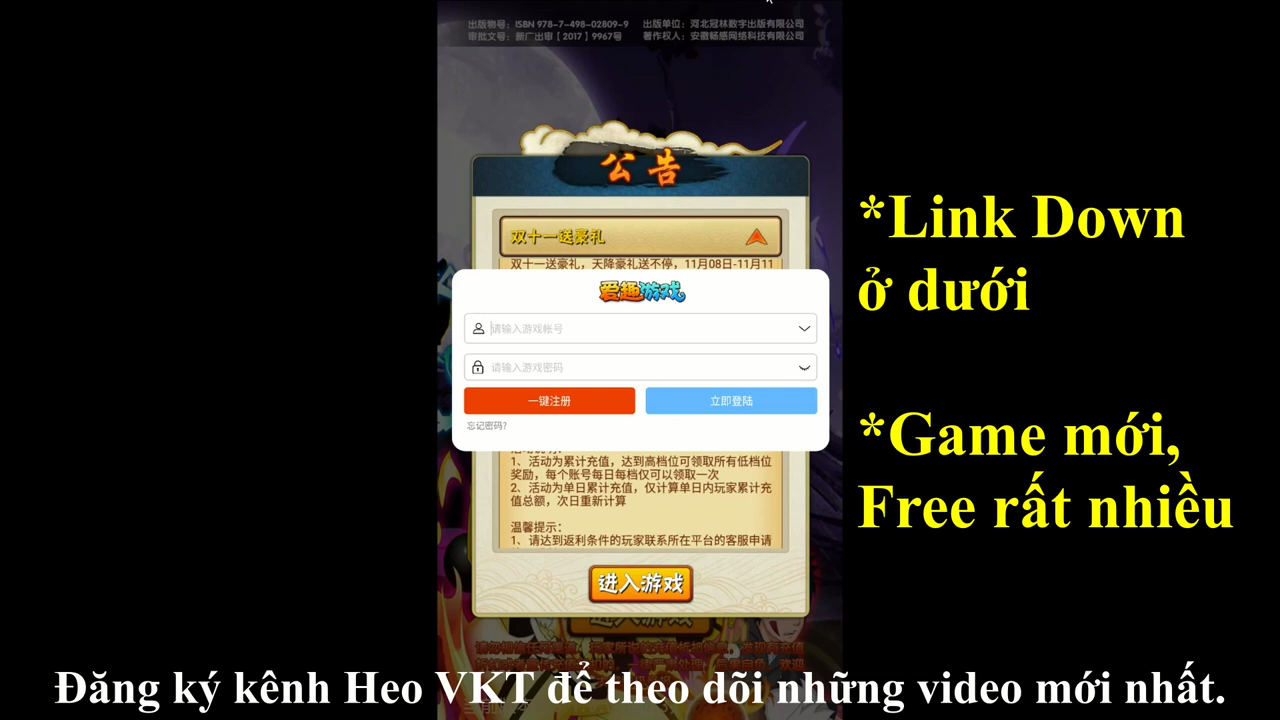 出版物号：ISBN 978-7-498-02809-9 出版单位：河北冠林数字出版有限公司
审批文号：新广出审【2017】9967号 著作权人：安徽畅感网络科技有限公司
公告
双十一送豪礼
双十一送豪礼，天降豪礼送不停，11月08日-11月11
爱趣游戏
请输入游戏帐号
请输入游戏密码
一键注册 立即登陆
忘记密码?
1、活动为累计充值，达到高档位可领取所有低档位
奖励，每个账号每日每档仅可以领取一次
2、活动为单日累计充值，仅计算单日内玩家累计充
值总额，次日重新计算
温馨提示：
1、请达到返利条件的玩家联系所在平台的客服申请
进入游戏
进入游戏
*Link Down
ở dưới
*Game mới,
Free rất nhiều
Đăng ký kênh Heo VKT để theo dõi những video mới nhất.